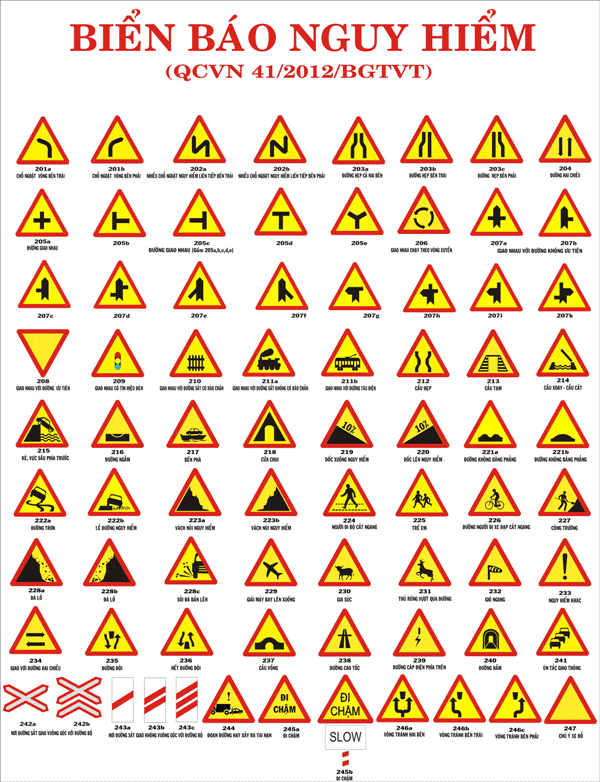 BIỂN BÁO NGUY HIỂM
(QCVN 41/2012/BGTVT)
201a 201b 202a 202b 203a 203b 203c 204
CHỖ NGOẶT VÒNG BÊN TRÁI CHỖ NGOẶT VÒNG BÊN PHẢI NHIỀU CHỖ NGOẶT NGUY HIỂM LIÊN TIẾP BÊN TRÁI NHIỀU CHỖ NGOẶT NGUY HIỂM LIÊN TIẾP BÊN PHẢI ĐƯỜNG HẸP CẢ HAI BÊN ĐƯỜNG HẸP BÊN TRÁI ĐƯỜNG HẸP BÊN PHẢI ĐƯỜNG HAI CHIỀU
205a 205b 205c 205d 205e 206 207a 207b
ĐƯỜNG GIAO NHAU ĐƯỜNG GIAO NHAU (Gồm 205a,b,c,d,e) GIAO NHAU CHẠY THEO VÒNG XUYẾN GIAO NHAU VỚI ĐƯỜNG KHÔNG ƯU TIÊN
207c 207d 207e 207f 207g 207h 207i 207k
208 209 210 211a 211b 212 213 214
GIAO NHAU VỚI ĐƯỜNG ƯU TIÊN GIAO NHAU CÓ TÍN HIỆU ĐÈN GIAO NHAU VỚI ĐƯỜNG SẮT CÓ RÀO CHẮN GIAO NHAU VỚI ĐƯỜNG SẮT KHÔNG CÓ RÀO CHẮN GIAO NHAU VỚI ĐƯỜNG TÀU ĐIỆN CẦU HẸP CẦU TẠM CẦU XOAY - CẦU CẤT
10% 10%
215 216 217 218 219 220 221a 221b
KÈ, VỰC SÂU PHÍA TRƯỚC ĐƯỜNG NGẦM BẾN PHÀ CỬA CHUI DỐC XUỐNG NGUY HIỂM DỐC LÊN NGUY HIỂM ĐƯỜNG KHÔNG BẰNG PHẲNG ĐƯỜNG KHÔNG BẰNG PHẲNG
222a 222b 223a 223b 224 225 226 227
ĐƯỜNG TRƠN LỀ ĐƯỜNG NGUY HIỂM VÁCH NÚI NGUY HIỂM VÁCH NÚI NGUY HIỂM NGƯỜI ĐI BỘ CẮT NGANG TRẺ EM ĐƯỜNG NGƯỜI ĐI XE ĐẠP CẮT NGANG CÔNG TRƯỜNG
228a 228b 228c 229 230 231 232 233
ĐÁ LỞ ĐÁ LỞ SỎI ĐÁ BẮN LÊN GIẢI MÁY BAY LÊN XUỐNG GIA SÚC THÚ RỪNG VƯỢT QUA ĐƯỜNG GIÓ NGANG NGUY HIỂM KHÁC
234 235 236 237 238 239 240 241
GIAO VỚI ĐƯỜNG HAI CHIỀU ĐƯỜNG ĐÔI HẾT ĐƯỜNG ĐÔI CẦU VỒNG ĐƯỜNG CAO TỐC ĐƯỜNG CÁP ĐIỆN PHÍA TRÊN ĐƯỜNG HẦM ÙN TẮC GIAO THÔNG
ĐI CHẬM ĐI CHẬM
242a 242b 243a 243b 243c 244 245a 246a 246b 246c 247
NƠI ĐƯỜNG SẮT GIAO VUÔNG GÓC VỚI ĐƯỜNG BỘ NƠI ĐƯỜNG SẮT GIAO KHÔNG VUÔNG GÓC VỚI ĐƯỜNG BỘ ĐOẠN ĐƯỜNG HAY XẢY RA TAI NẠN ĐI CHẬM VÒNG TRÁNH HAI BÊN VÒNG TRÁNH BÊN TRÁI VÒNG TRÁNH BÊN PHẢI CHÚ Ý XE ĐỖ
SLOW
245b
ĐI CHẬM